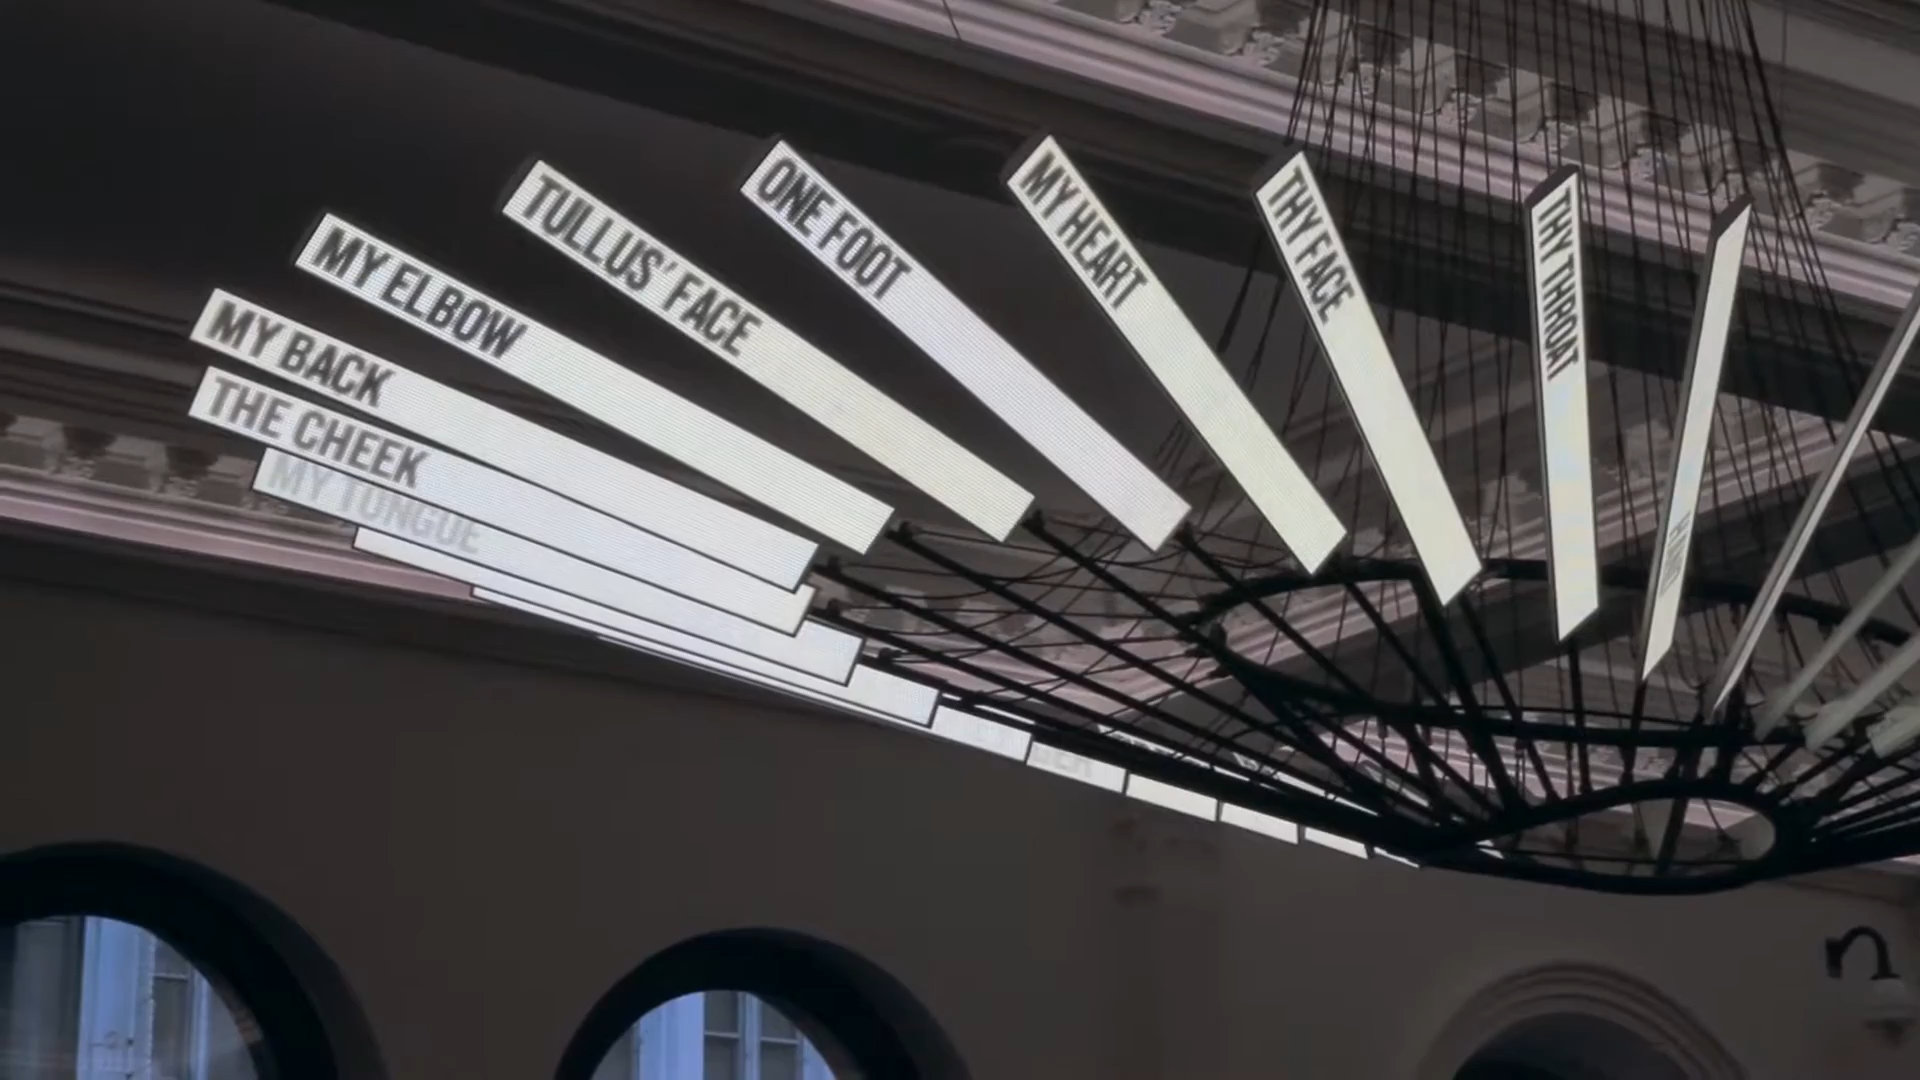 MY TONGUE
THE CHEEK
MY BACK
MY ELBOW
TULLUS' FACE
ONE FOOT
MY HEART
THY FACE
THY THROAT